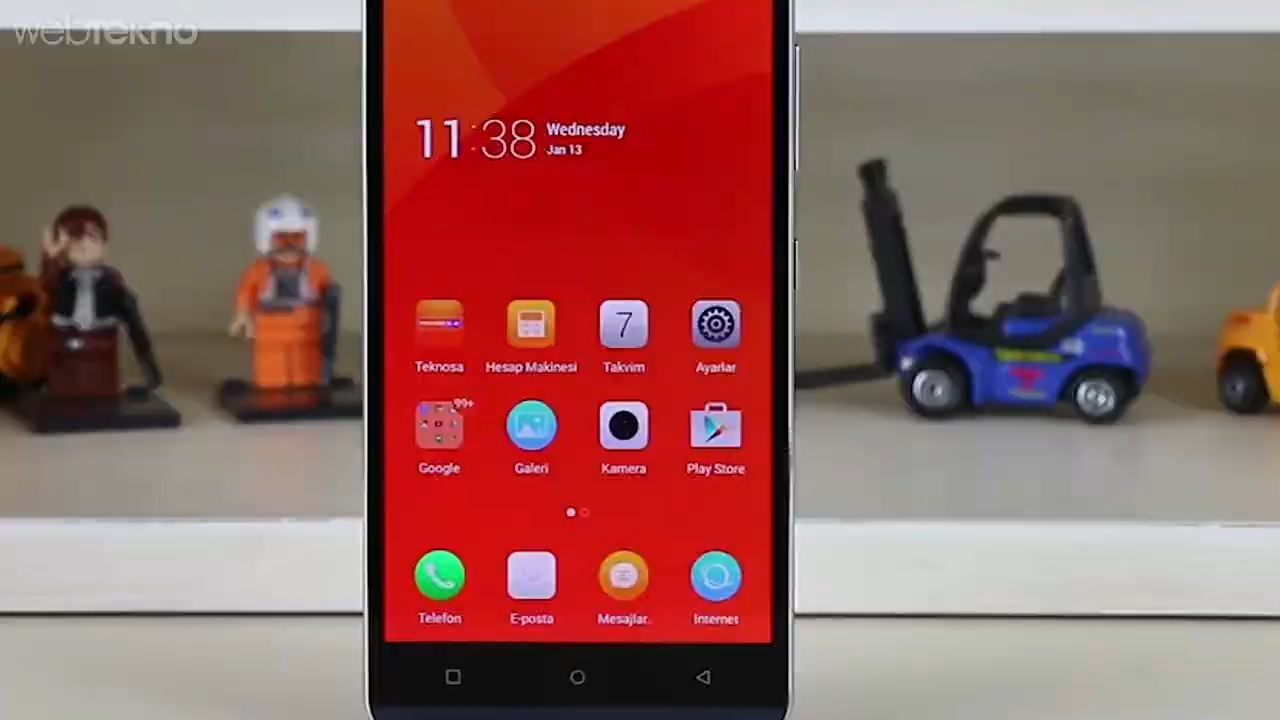 webtekno
11:38
Wednesday
Jan 13
Teknosa
Hesap Makinesi
7
Takvim
Ayarlar
99+
Google
Galeri
Kamera
Play Store
Telefon
E-posta
Mesajlar
Internet